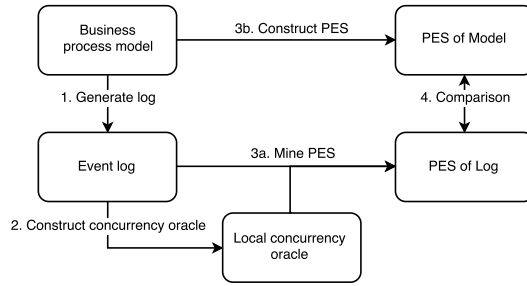 Business
process model
3b. Construct PES
PES of Model
1. Generate log
4. Comparison
Event log
3a. Mine PES
PES of Log
2. Construct concurrency oracle
Local concurrency
oracle